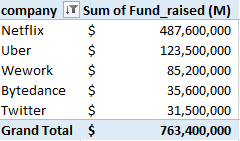 company Sum of Fund_raised (M)
Netflix $ 487,600,000
Uber $ 123,500,000
Wework $ 85,200,000
Bytedance $ 35,600,000
Twitter $ 31,500,000
Grand Total $ 763,400,000